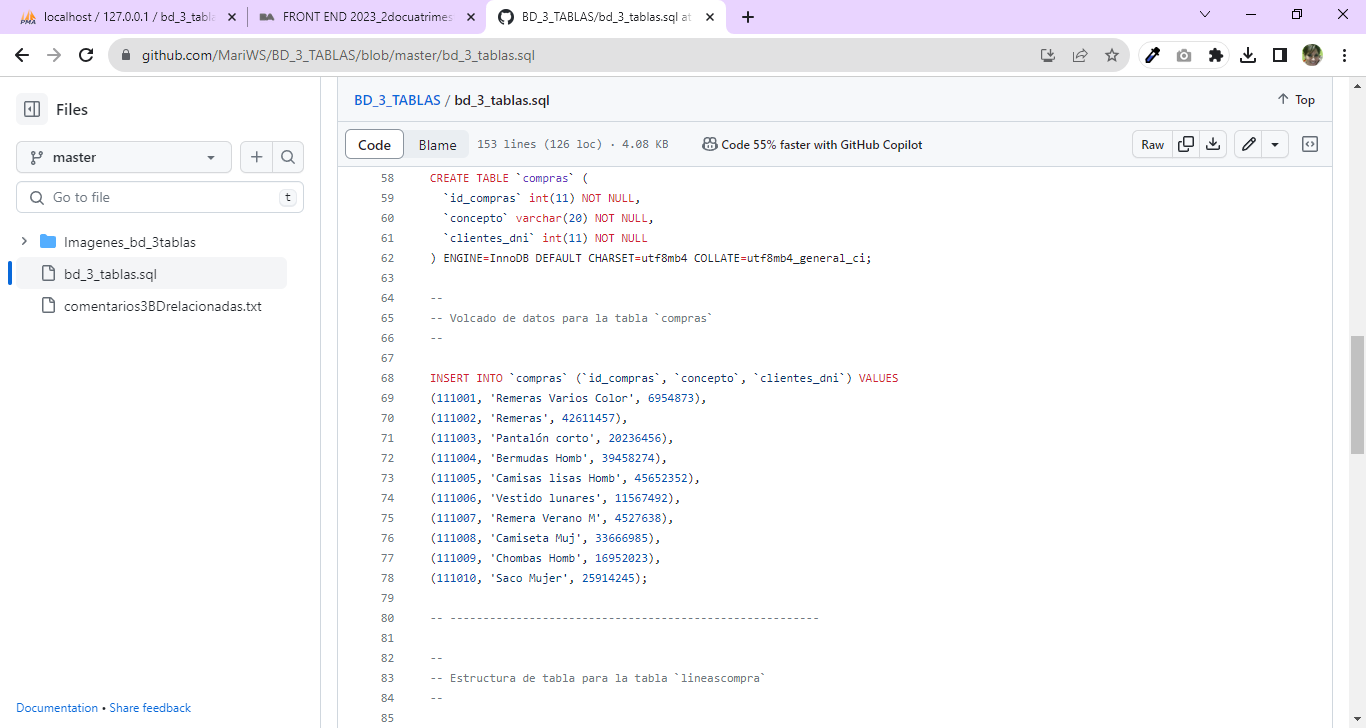 localhost / 127.0.0.1 / bd_3_tabla
FRONT END 2023_2docuatrimes
BD_3_TABLAS/bd_3_tablas.sql at
github.com/MariWS/BD_3_TABLAS/blob/master/bd_3_tablas.sql
Files
master
Go to file
t
Imagenes_bd_3tablas
bd_3_tablas.sql
comentarios3BDrelacionadas.txt
Documentation • Share feedback
BD_3_TABLAS / bd_3_tablas.sql
Top
Code
Blame
153 lines (126 loc) · 4.08 KB
Code 55% faster with GitHub Copilot
Raw
58 CREATE TABLE `compras` (
59 `id_compras` int(11) NOT NULL,
60 `concepto` varchar(20) NOT NULL,
61 `clientes_dni` int(11) NOT NULL
62 ) ENGINE=InnoDB DEFAULT CHARSET=utf8mb4 COLLATE=utf8mb4_general_ci;
63
64 --
65 -- Volcado de datos para la tabla `compras`
66 --
67
68 INSERT INTO `compras` (`id_compras`, `concepto`, `clientes_dni`) VALUES
69 (111001, 'Remeras Varios Color', 6954873),
70 (111002, 'Remeras', 42611457),
71 (111003, 'Pantalón corto', 20236456),
72 (111004, 'Bermudas Homb', 39458274),
73 (111005, 'Camisas lisas Homb', 45652352),
74 (111006, 'Vestido lunares', 11567492),
75 (111007, 'Remera Verano M', 4527638),
76 (111008, 'Camiseta Muj', 33666985),
77 (111009, 'Chombas Homb', 16952023),
78 (111010, 'Saco Mujer', 25914245);
79
80 -- --------------------------------------------------------
81
82 --
83 -- Estructura de tabla para la tabla `lineascompra`
84 --
85